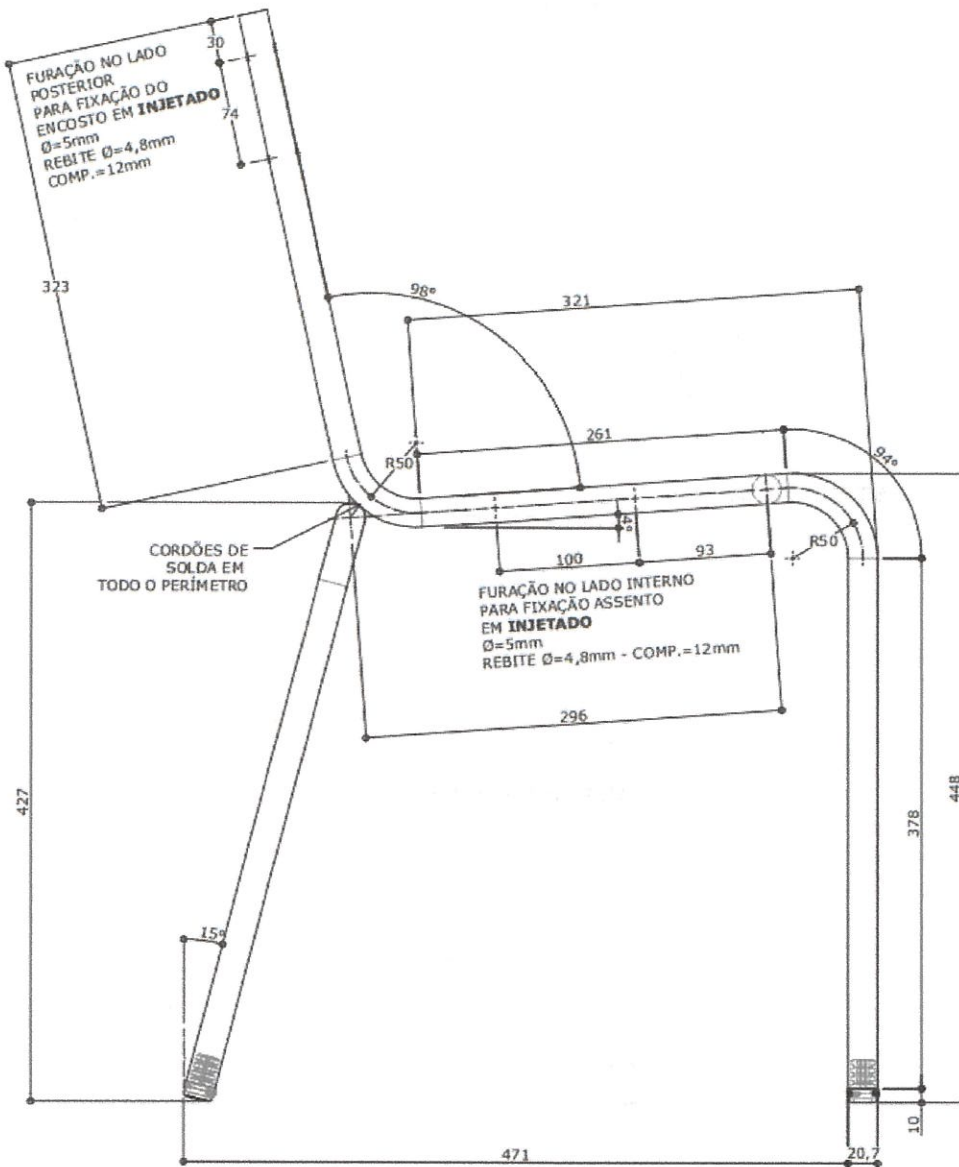 30
FURAÇÃO NO LADO
POSTERIOR
PARA FIXAÇÃO DO
ENCOSTO EM INJETADO
Ø=5mm
REBITE Ø=4,8mm
COMP.=12mm
74
323
98º
321
261
94º
R50
4º
R50
CORDÕES DE
SOLDA EM
TODO O PERÍMETRO
100
93
FURAÇÃO NO LADO INTERNO
PARA FIXAÇÃO ASSENTO
EM INJETADO
Ø=5mm
REBITE Ø=4,8mm - COMP.=12mm
296
427
448
378
15º
10
471
20,7